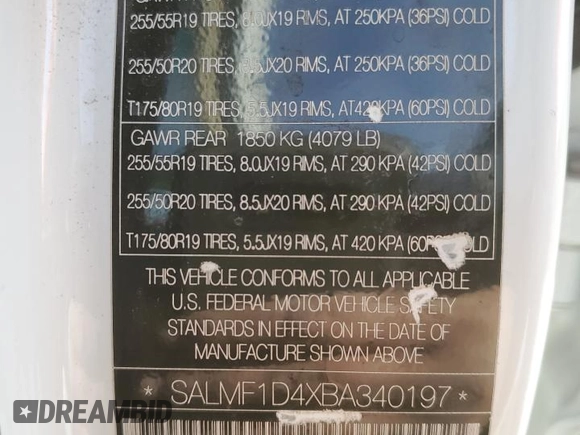 255/55R19 TIRES, 8.0JX19 RIMS, AT 250KPA (36PSI) COLD
255/50R20 TIRES, 8.5JX20 RIMS, AT 250KPA (36PSI) COLD
T175/80R19 TIRES, 5.5JX19 RIMS, AT 420KPA (60PSI) COLD
GAWR REAR 1850 KG (4079 LB)
255/55R19 TIRES, 8.0JX19 RIMS, AT 290 KPA (42PSI) COLD
255/50R20 TIRES, 8.5JX20 RIMS, AT 290 KPA (42PSI) COLD
T175/80R19 TIRES, 5.5JX19 RIMS, AT 420 KPA (60PSI) COLD
THIS VEHICLE CONFORMS TO ALL APPLICABLE
U.S. FEDERAL MOTOR VEHICLE SAFETY
STANDARDS IN EFFECT ON THE DATE OF
MANUFACTURE SHOWN ABOVE
* SALMF1D4XBA340197 *
DREAMBID